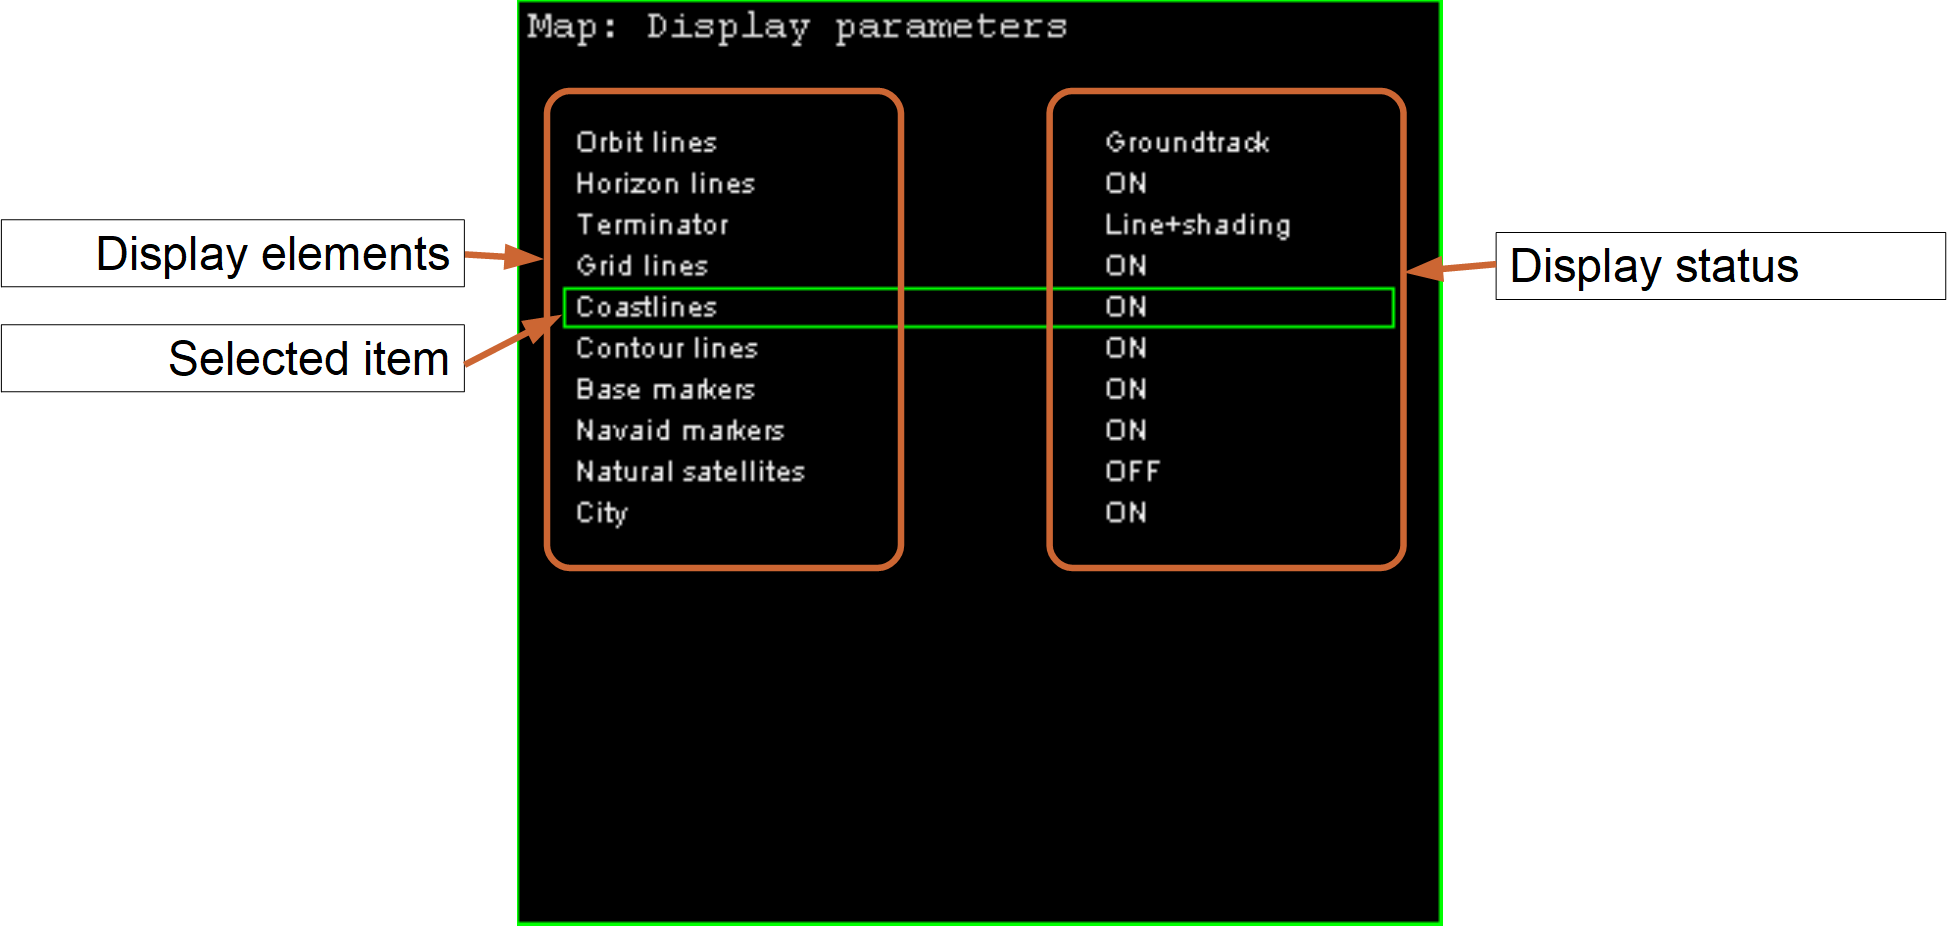 Map: Display parameters
Orbit lines Groundtrack
Horizon lines ON
Terminator Line+shading
Grid lines ON
Coastlines ON
Contour lines ON
Base markers ON
Navaid markers ON
Natural satellites OFF
City ON
Display elements
Selected item
Display status